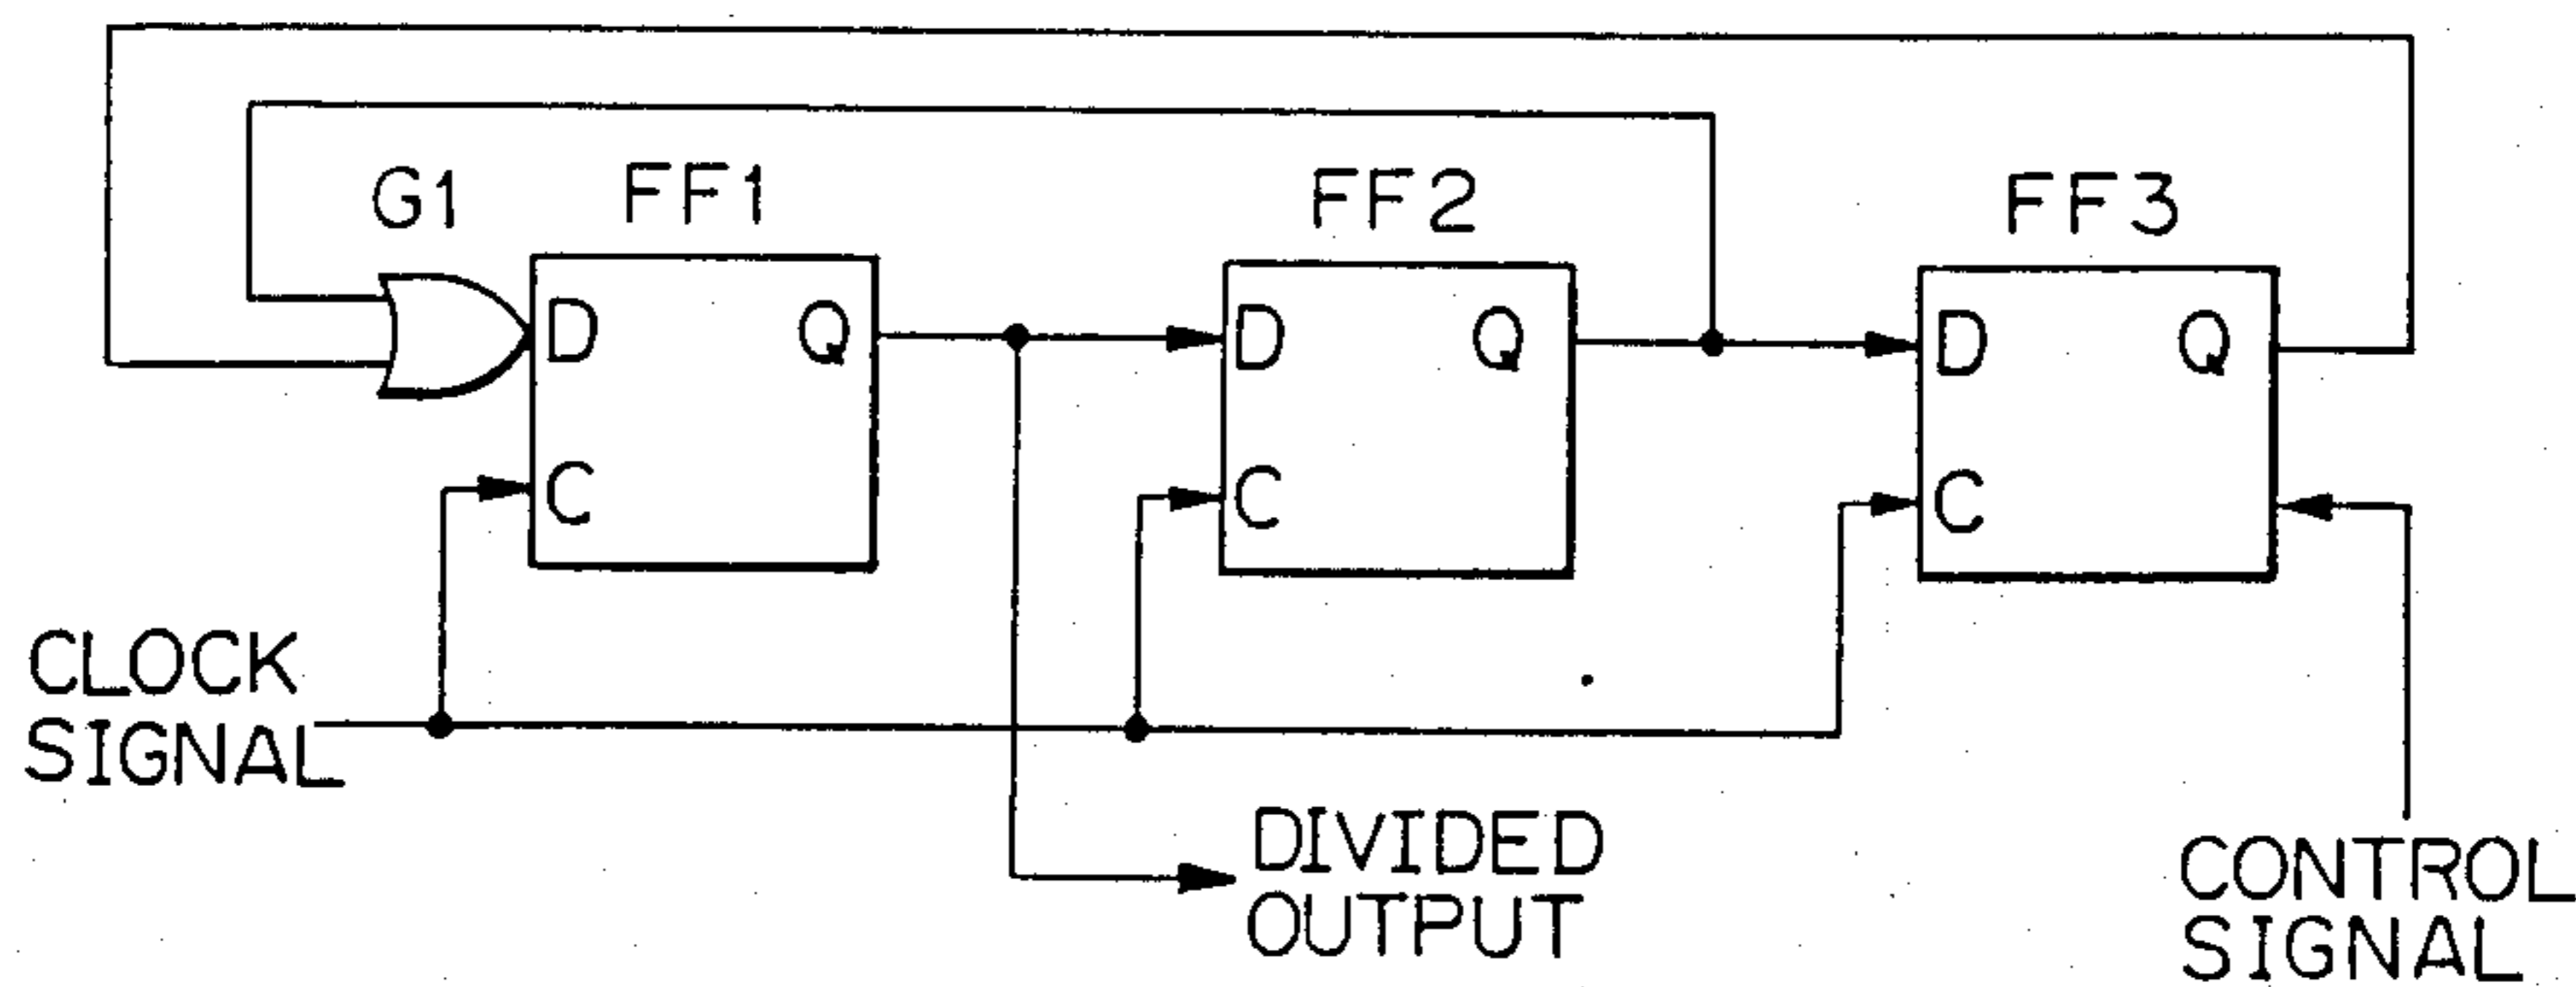 G1
FF1
FF2
FF3
D
Q
D
Q
D
Q
C
C
C
CLOCK
SIGNAL
DIVIDED
OUTPUT
CONTROL
SIGNAL